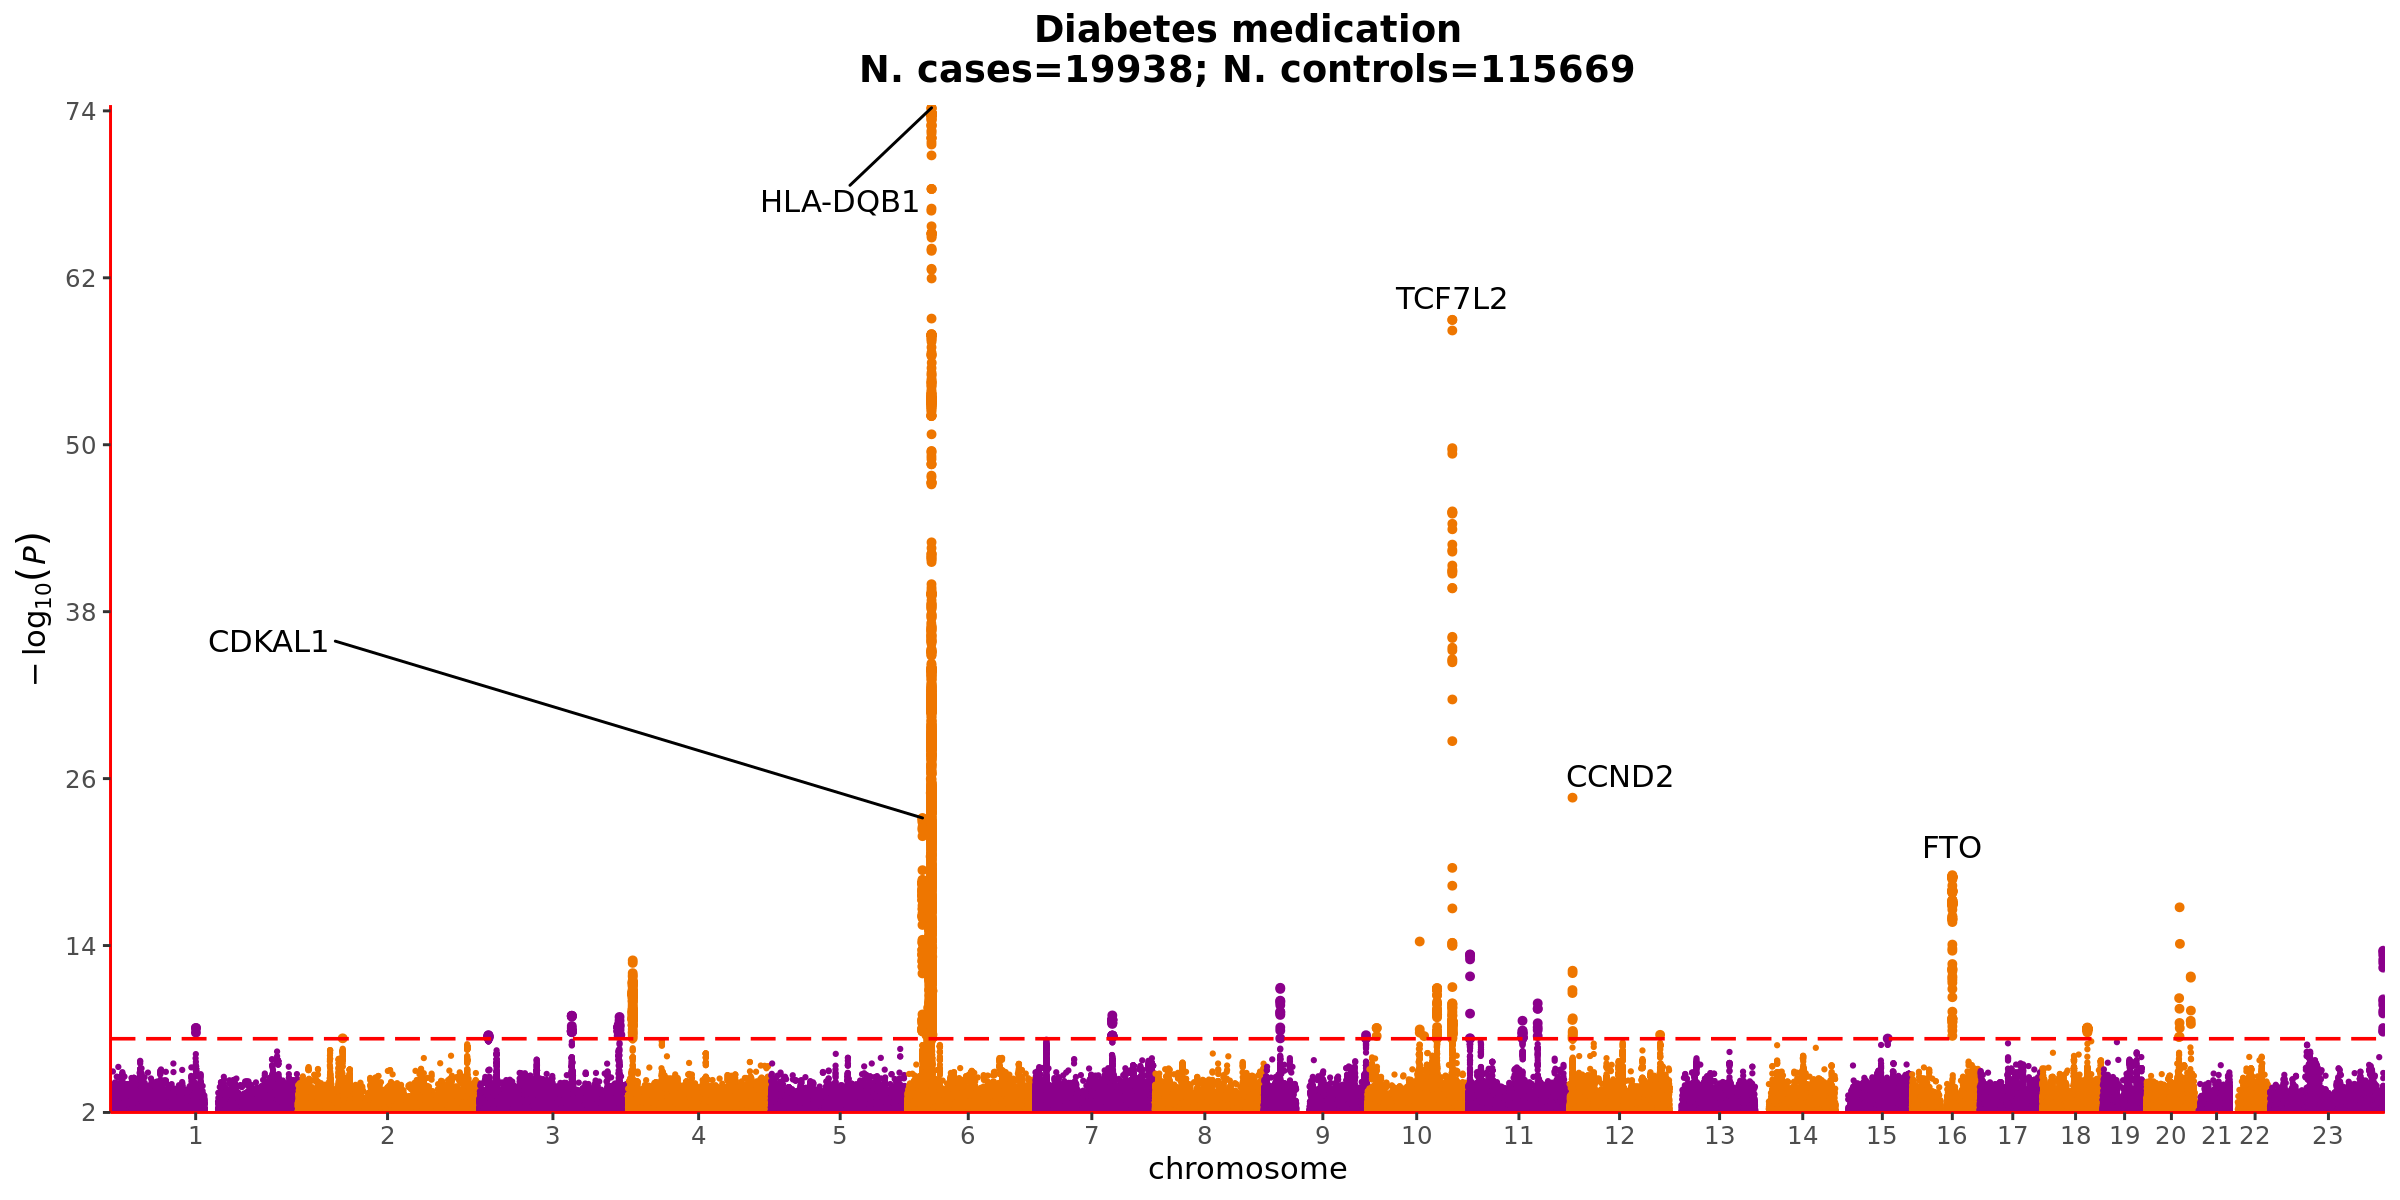 Diabetes medication
N. cases=19938; N. controls=115669
74
62
50
38
26
14
2
−log₁₀(P)
HLA-DQB1
TCF7L2
CDKAL1
CCND2
FTO
1 2 3 4 5 6 7 8 9 10 11 12 13 14 15 16 17 18 19 20 21 22 23
chromosome